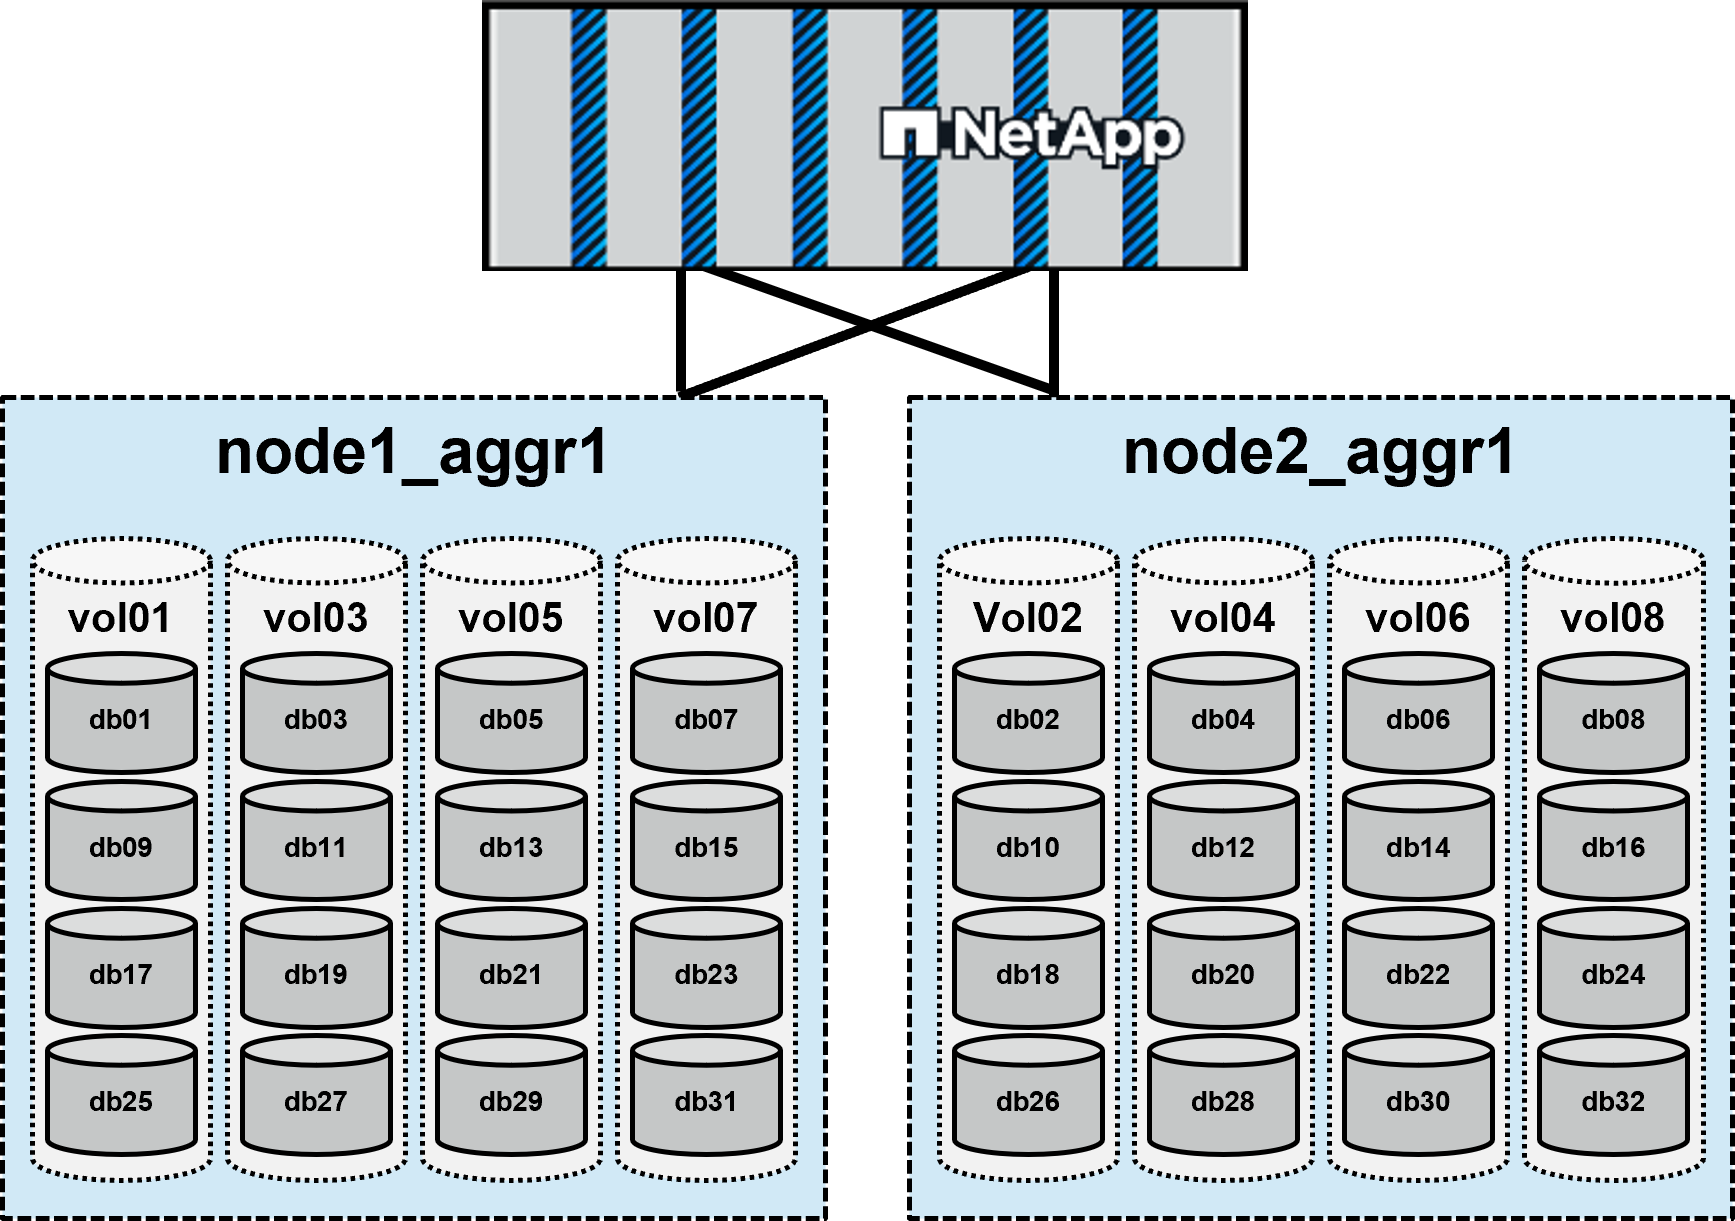 NetApp
node1_aggr1
vol01 vol03 vol05 vol07
db01 db03 db05 db07
db09 db11 db13 db15
db17 db19 db21 db23
db25 db27 db29 db31
node2_aggr1
Vol02 vol04 vol06 vol08
db02 db04 db06 db08
db10 db12 db14 db16
db18 db20 db22 db24
db26 db28 db30 db32